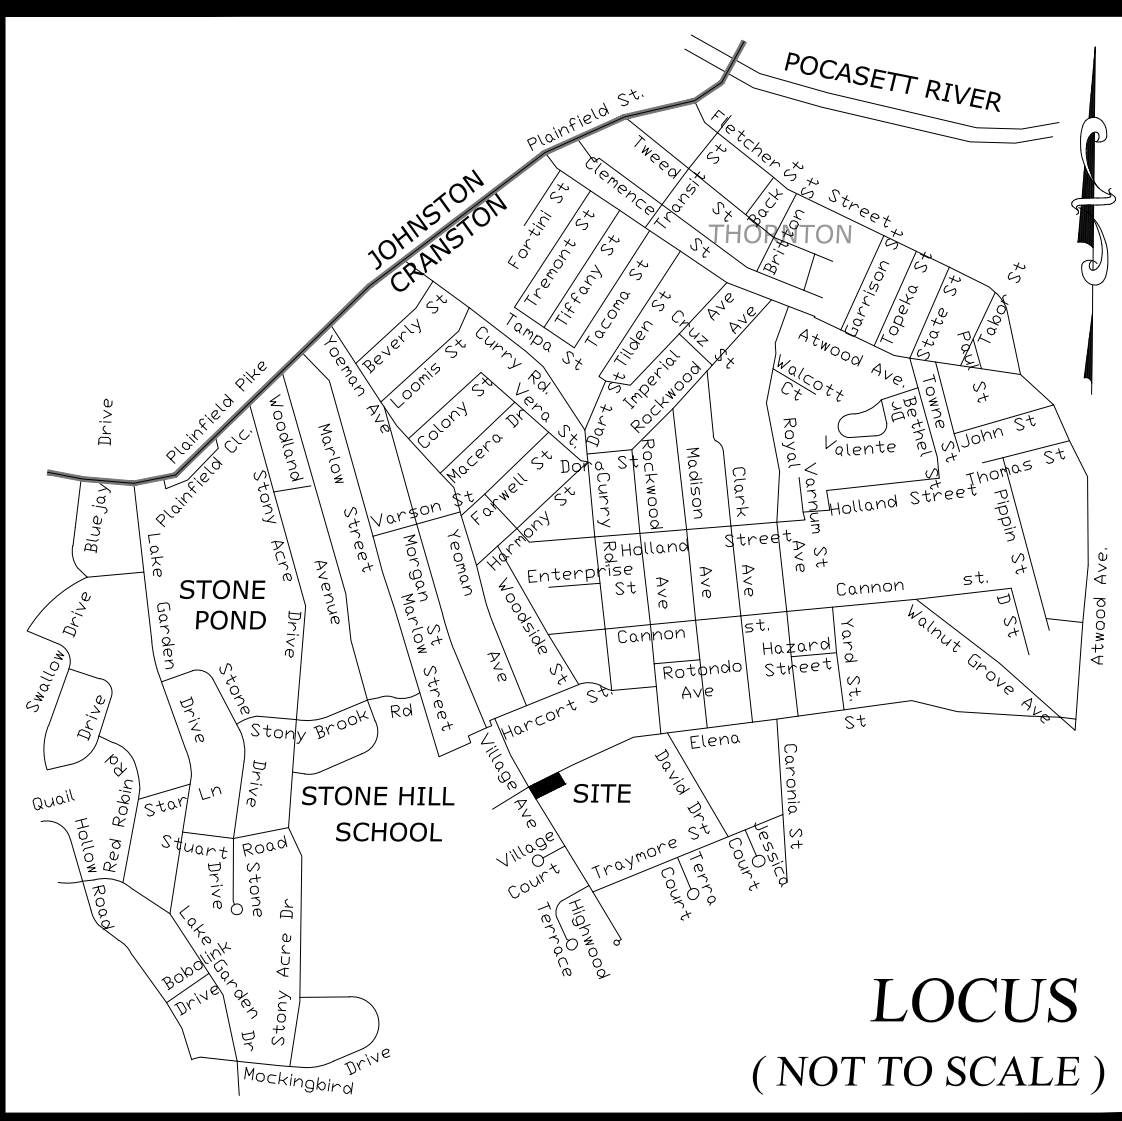 POCASETT RIVER
Plainfield St.
Fletcher St
Tweed St
Clemence St
Transit St
Back St
Britton St
Street
THORNTON
JOHNSTON
CRANSTON
Fortini St
Tremont St
Tiffany St
Tacoma St
Tilden St
Tampa St
Cruz Ave
Imperial Ave
Rockwood St
Garrison St
Topeka St
State St
Tabor St
Paul St
Atwood Ave.
Walcott Ct
Valente Dr
Bethel St
Towne St
John St
Thomas St
Pippin St
Holland Street
Beverly St
Loomis St
Colony St
Macera Dr
Farwell St
Harmony St
Curry Rd.
Vera St.
Dart St
Dora St
Yoeman Ave
Plainfield Pike
Plainfield Clc.
Woodland
Marlow Street
Stony Acre Drive
Avenue
Varson St
Morgan St
Marlow Street
Yoeman Ave
Woodside St
Curry Rd
Rockwood Ave
Madison Ave
Clark Ave
Royal Ave
Varnum St
Holland Street
Enterprise St
Cannon st.
Cannon st.
D St
Walnut Grove Ave
Atwood Ave.
Hazard Street
Yard St.
Rotondo Ave
Harcort St.
Elena St
Bluejay Drive
Lake Garden Drive
STONE
POND
Swallow Drive
Drive
Stone Drive
Stony Brook Rd
Red Robin Rd
Quail
Hollow Road
Star Ln
Stuart Road
Stone Drive
STONE HILL
SCHOOL
SITE
Village Ave
Village Court
David Dr
Caronia St
Traymore St
Terra Court
Jessica Court
Highwood Terrace
Lake Garden Dr
Bobolink Drive
Stony Acre Dr
Mockingbird Drive
LOCUS
( NOT TO SCALE )